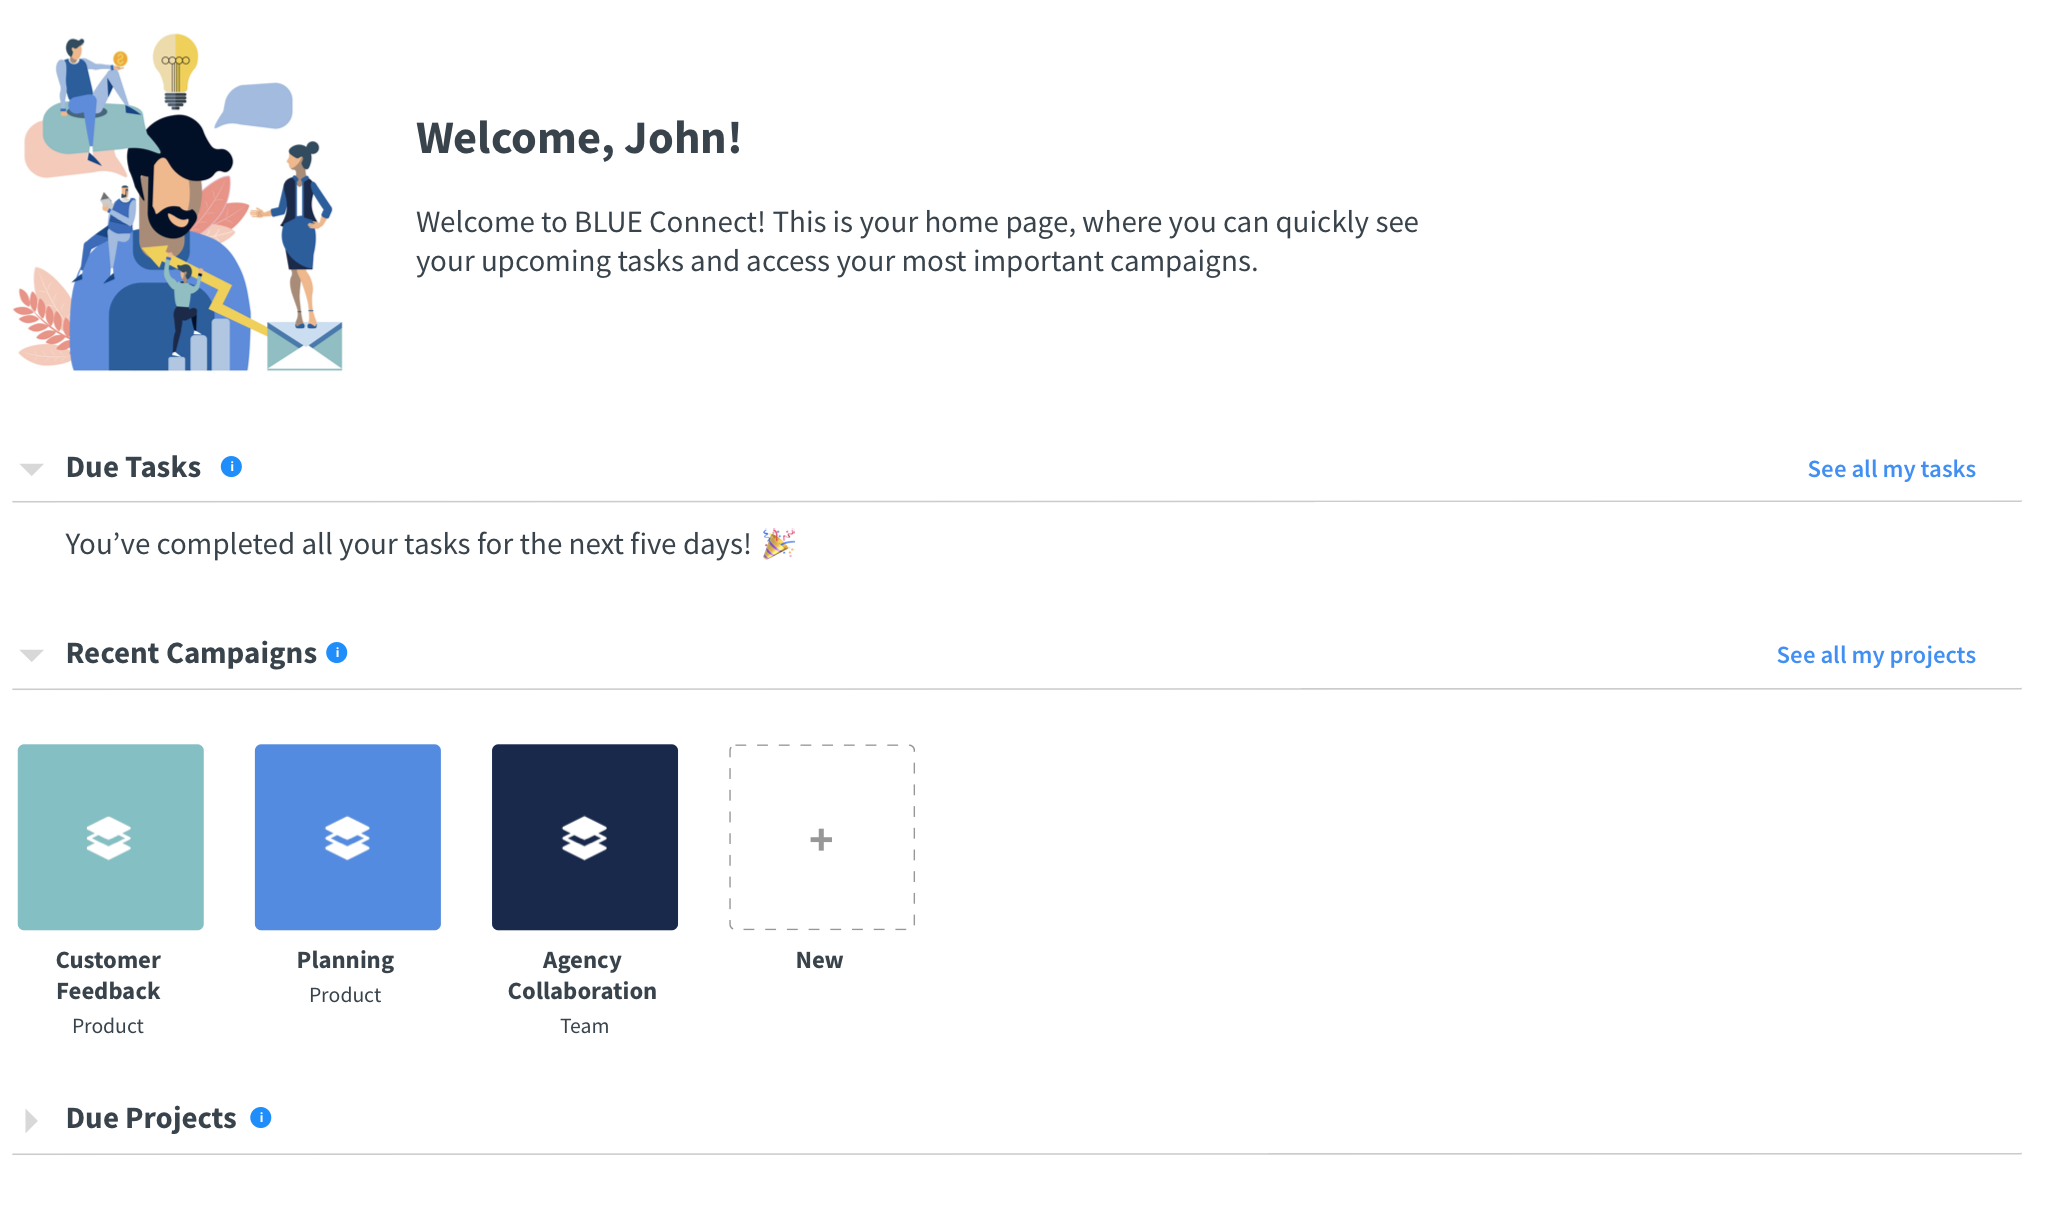 Welcome, John!
Welcome to BLUE Connect! This is your home page, where you can quickly see
your upcoming tasks and access your most important campaigns.
Due Tasks i
See all my tasks
You’ve completed all your tasks for the next five days! 🎉
Recent Campaigns i
See all my projects
Customer
Feedback
Product
Planning
Product
Agency
Collaboration
Team
New
Due Projects i